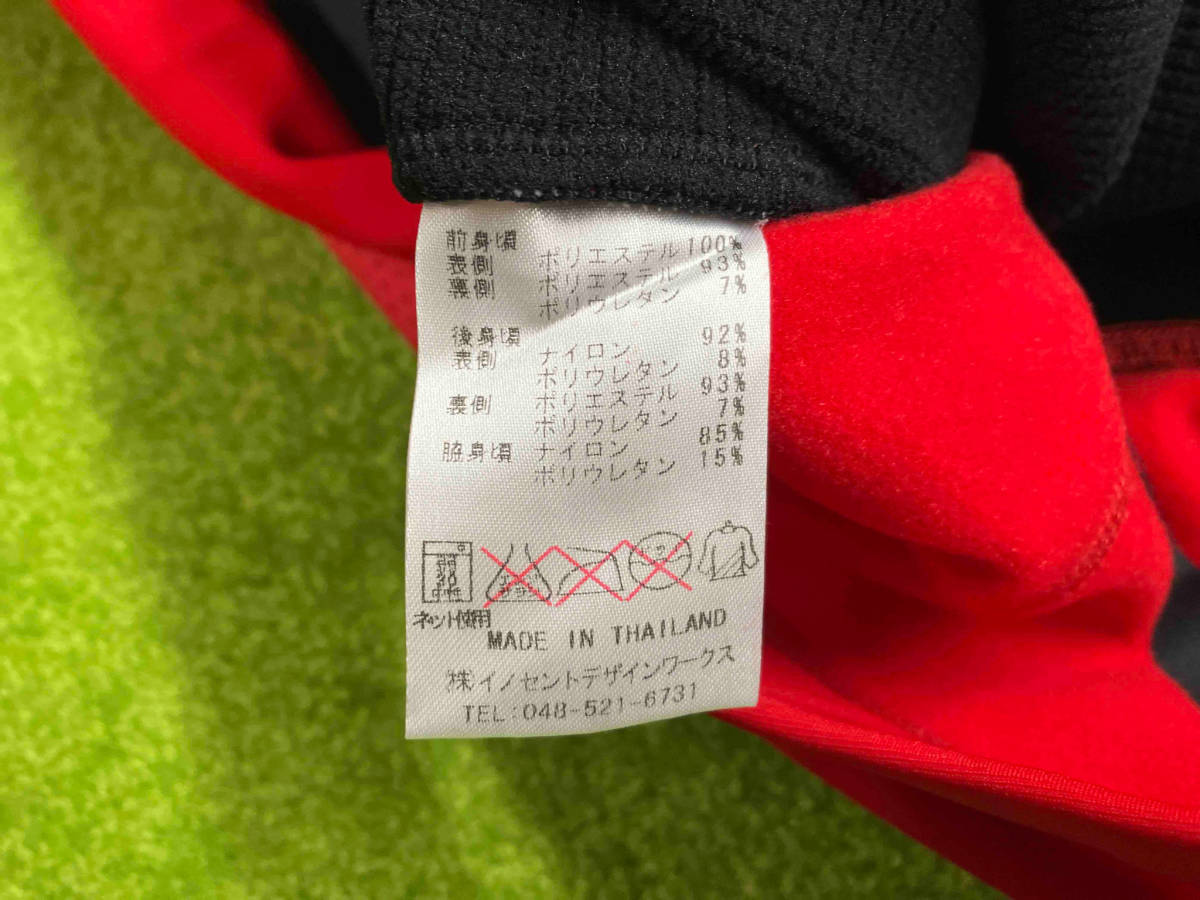 前身頃
表側 ポリエステル 100%
裏側 ポリエステル 93%
ポリウレタン 7%
後身頃
表側 ナイロン 92%
ポリウレタン 8%
裏側 ポリエステル 93%
ポリウレタン 7%
脇身頃 ナイロン 85%
ポリウレタン 15%
ネット使用
MADE IN THAILAND
(株)イノセントデザインワークス
TEL:048-521-6731